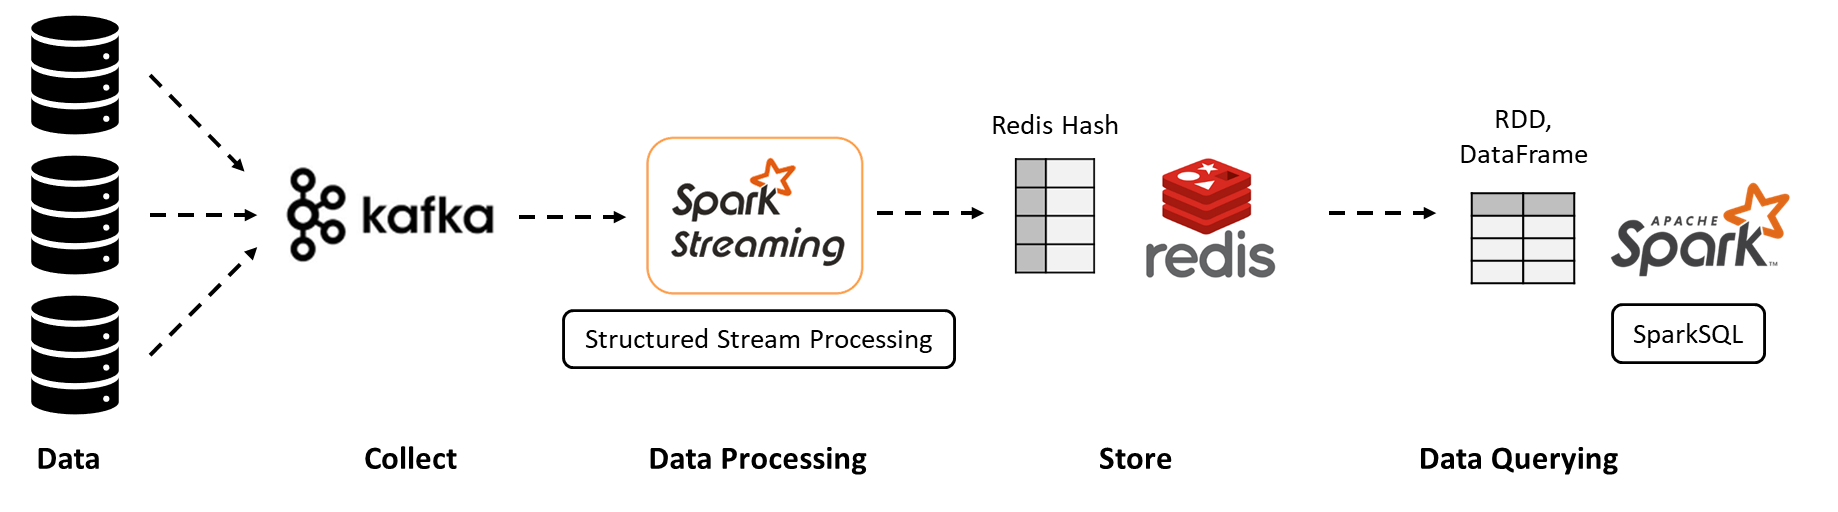 Redis Hash
RDD,
DataFrame
kafka
Spark
Streaming
redis
APACHE
Spark™
Structured Stream Processing
SparkSQL
Data
Collect
Data Processing
Store
Data Querying